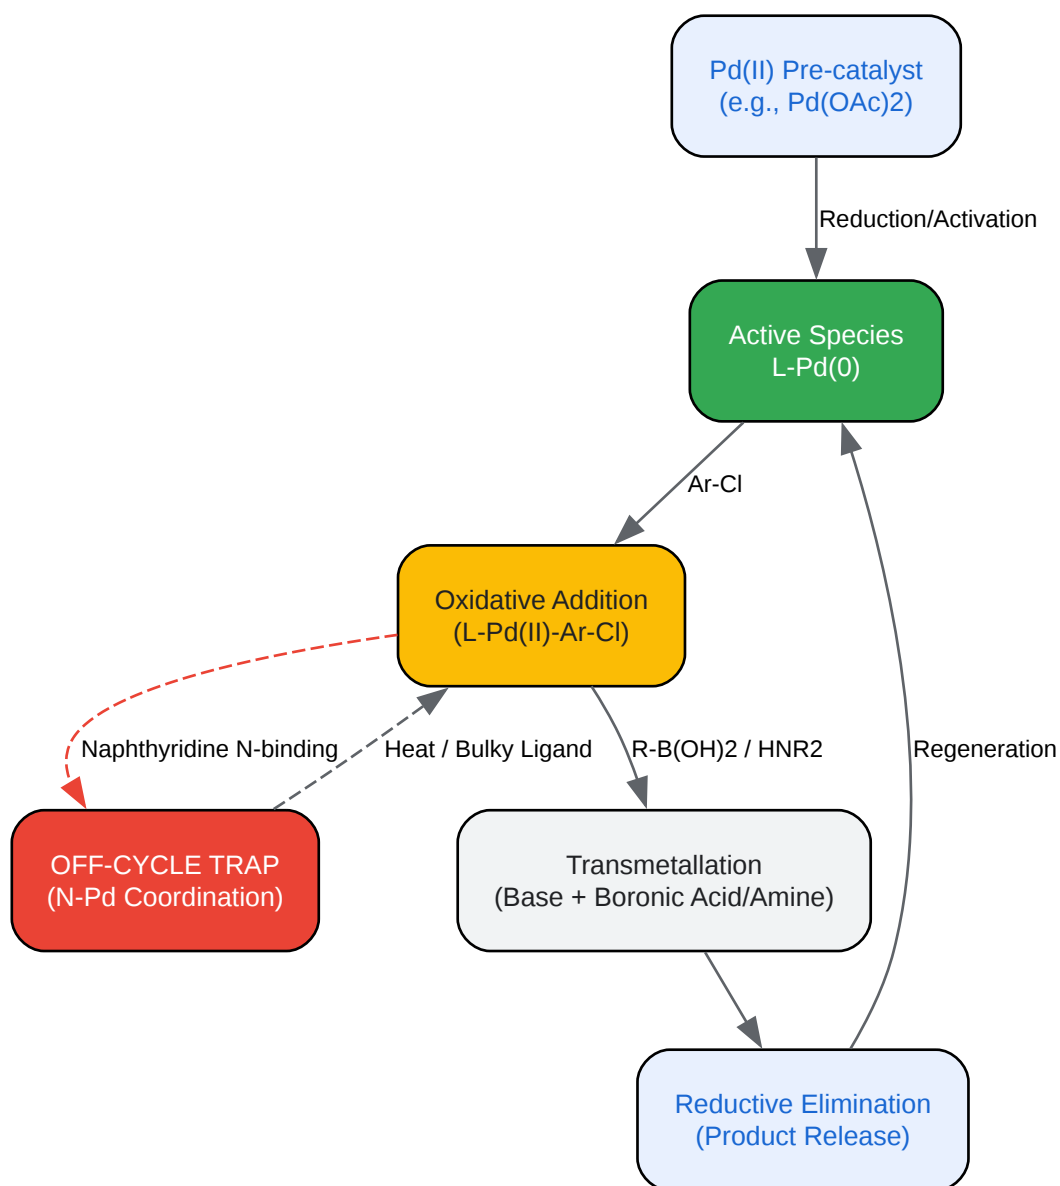 Pd(II) Pre-catalyst
(e.g., Pd(OAc)2)
Reduction/Activation
Active Species
L-Pd(0)
Ar-Cl
Oxidative Addition
(L-Pd(II)-Ar-Cl)
Naphthyridine N-binding
Heat / Bulky Ligand
R-B(OH)2 / HNR2
Regeneration
OFF-CYCLE TRAP
(N-Pd Coordination)
Transmetallation
(Base + Boronic Acid/Amine)
Reductive Elimination
(Product Release)